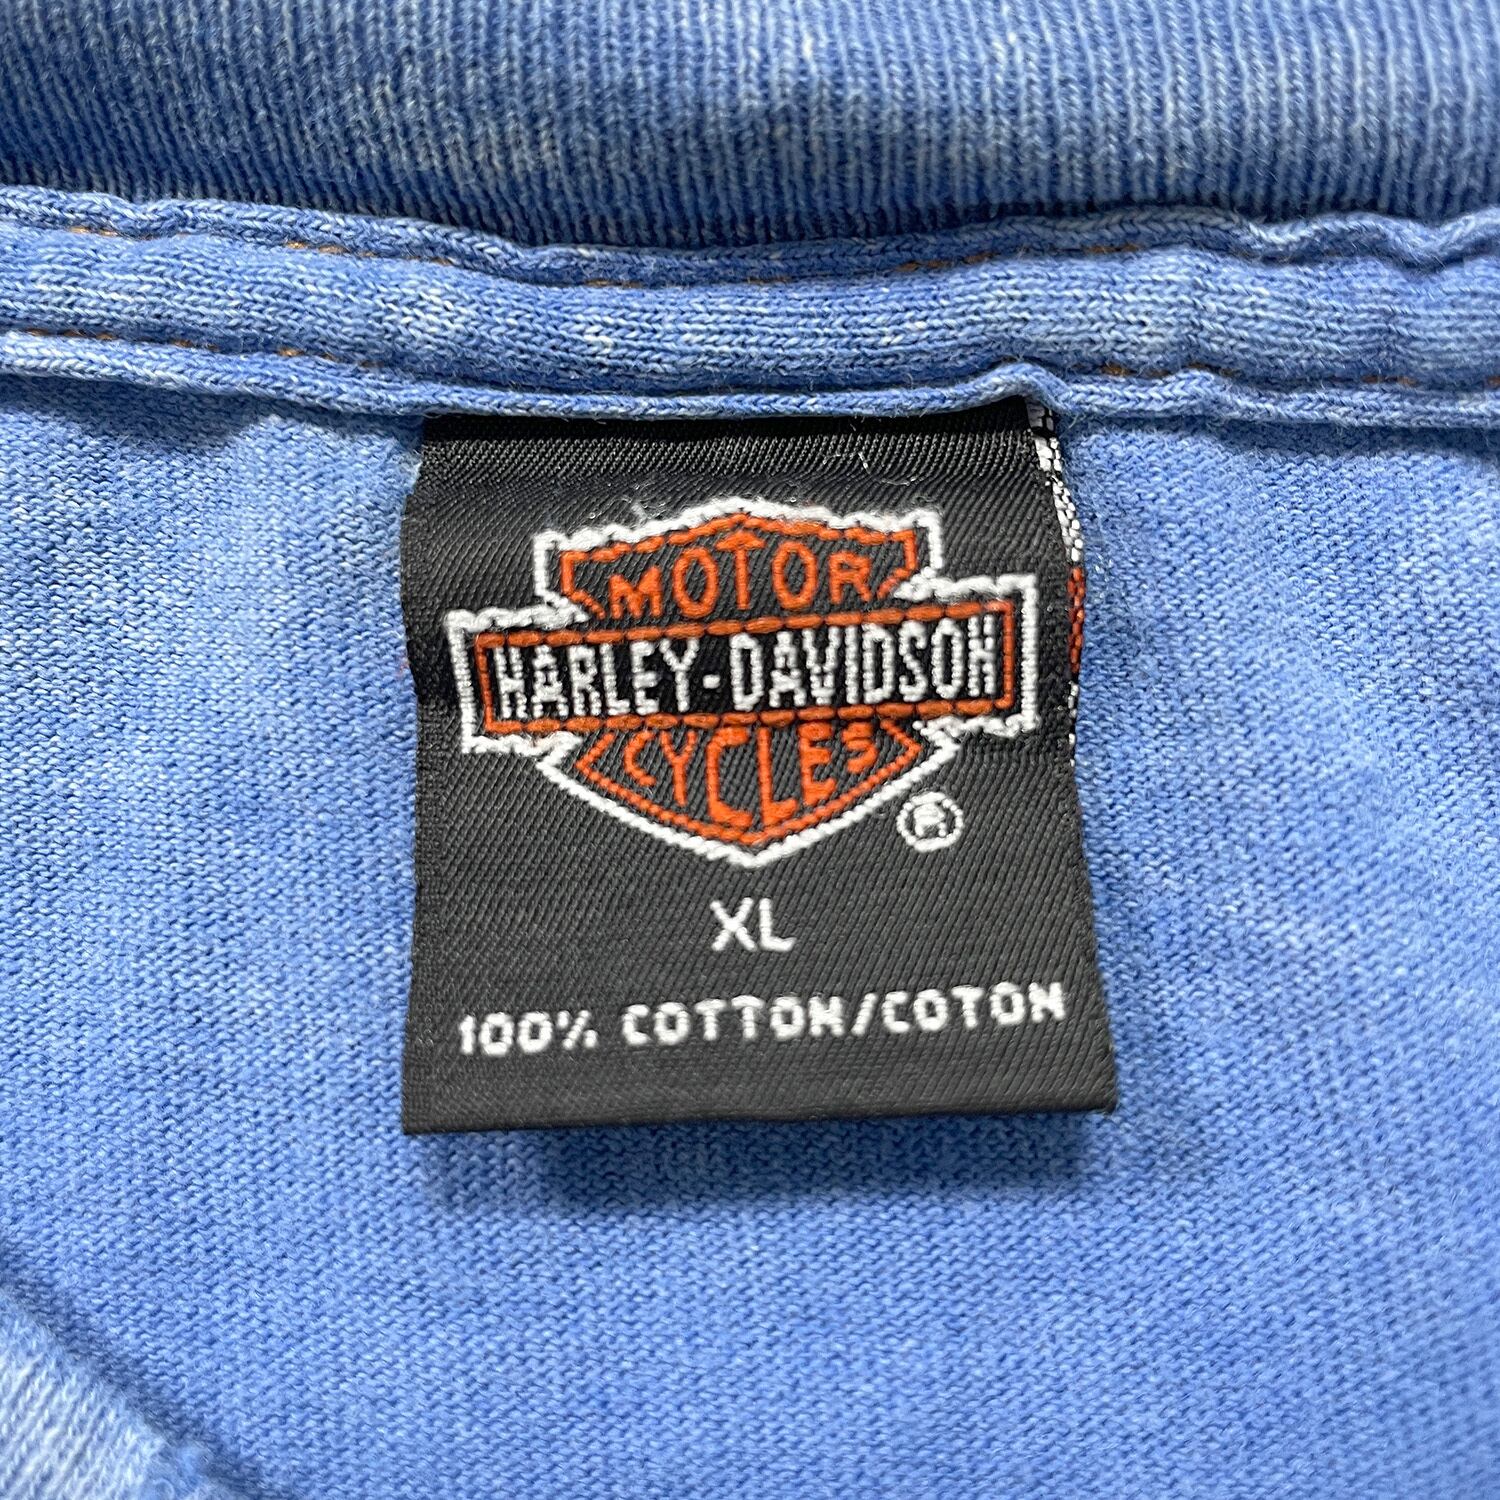 MOTOR
HARLEY-DAVIDSON
CYCLES
®
XL
100% COTTON/COTON